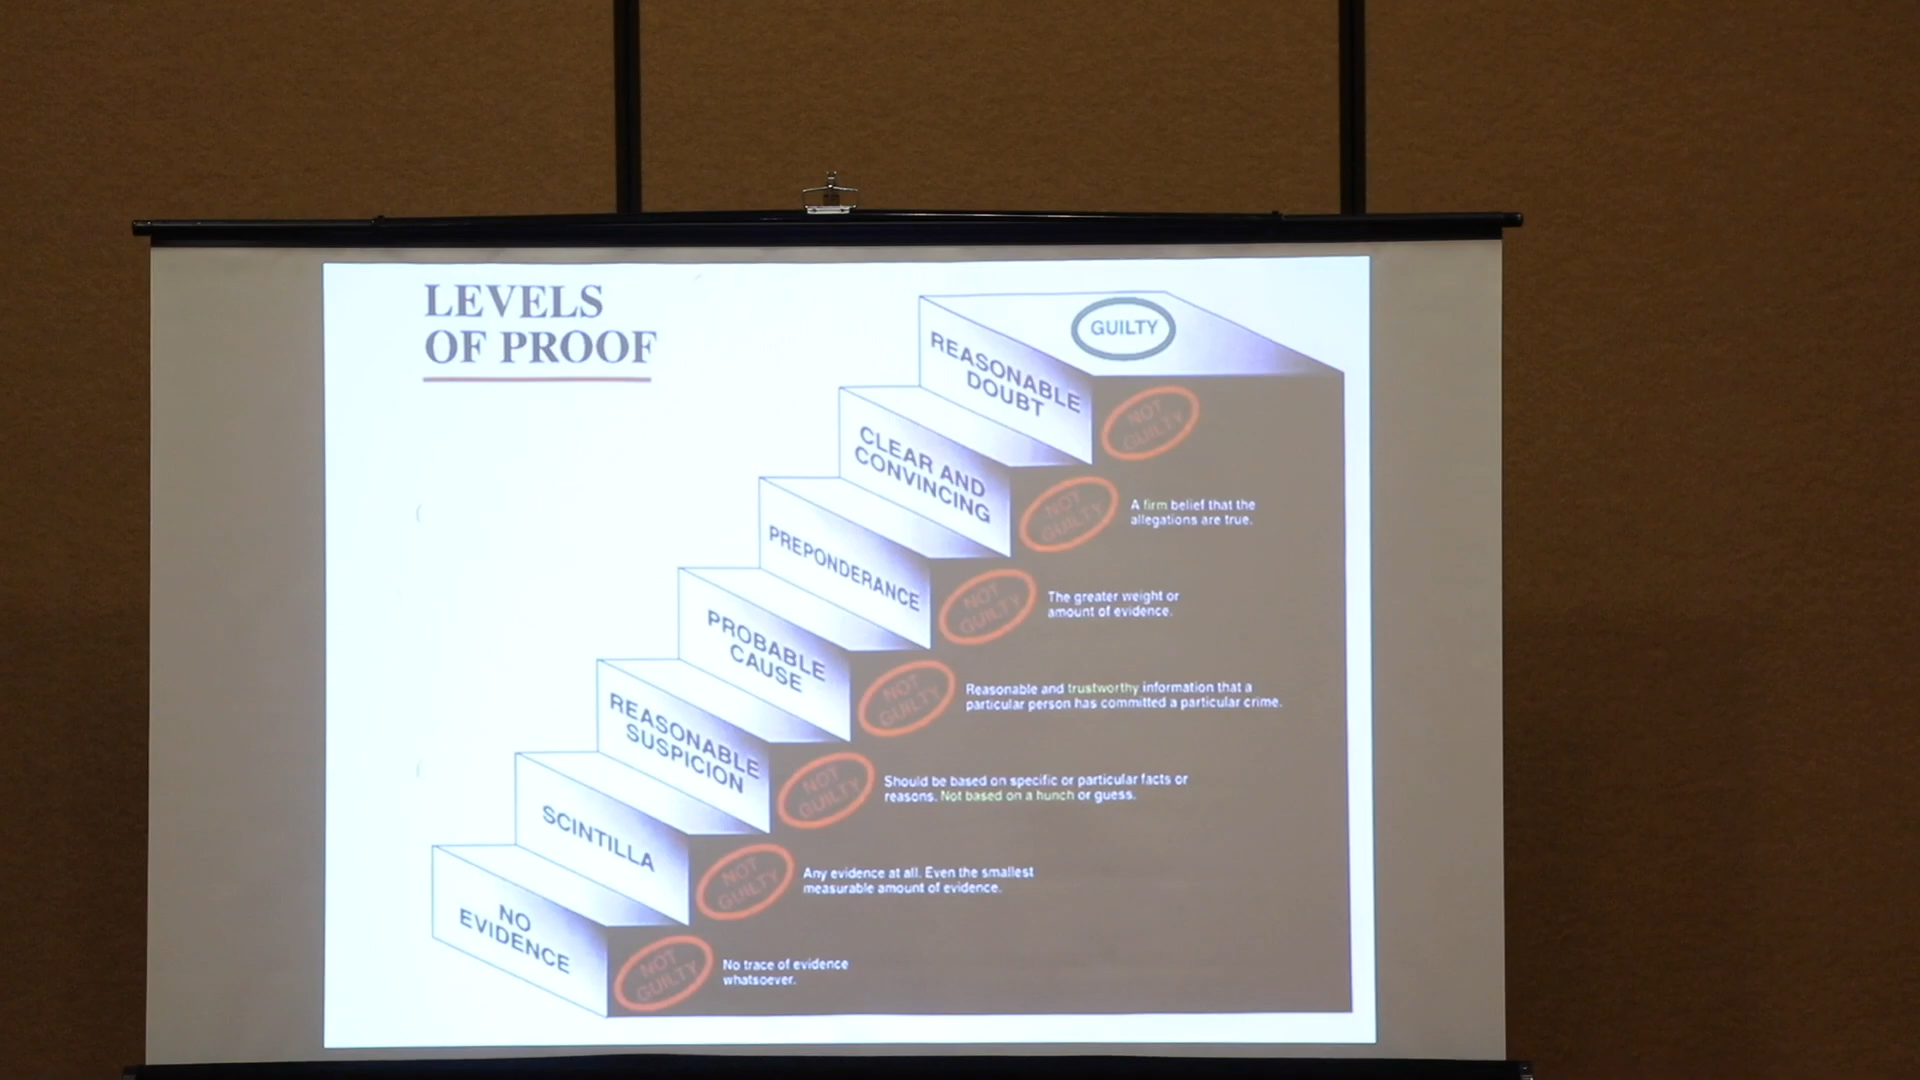 LEVELS
OF PROOF
GUILTY
REASONABLE
DOUBT
NOT
GUILTY
CLEAR AND
CONVINCING
NOT
GUILTY
A firm belief that the
allegations are true.
PREPONDERANCE
NOT
GUILTY
The greater weight or
amount of evidence.
PROBABLE
CAUSE
NOT
GUILTY
Reasonable and trustworthy information that a
particular person has committed a particular crime.
REASONABLE
SUSPICION
NOT
GUILTY
Should be based on specific or particular facts or
reasons. Not based on a hunch or guess.
SCINTILLA
NOT
GUILTY
Any evidence at all. Even the smallest
measurable amount of evidence.
NO
EVIDENCE
NOT
GUILTY
No trace of evidence
whatsoever.